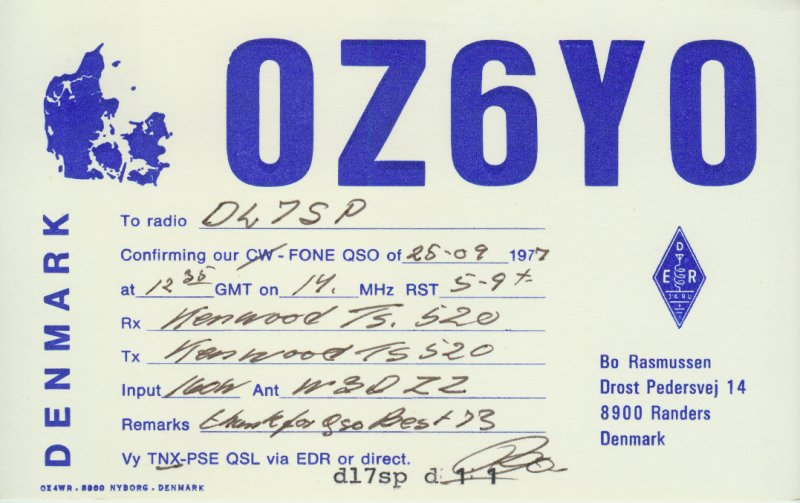 OZ6YO
DENMARK
To radio DL7SP
Confirming our CW - FONE QSO of 25-09 1977
at 12 35 GMT on 14. MHz RST 5-9+
Rx Kenwood Ts. 520
Tx Kenwood TS 520
Input 160W Ant W3DZZ
Remarks thank for Qso Best 73
Vy TNX-PSE QSL via EDR or direct.
dl7sp d 1 1
OZ4WR . 5800 NYBORG . DENMARK
D
E R
I.A.R.U
Bo Rasmussen
Drost Pedersvej 14
8900 Randers
Denmark